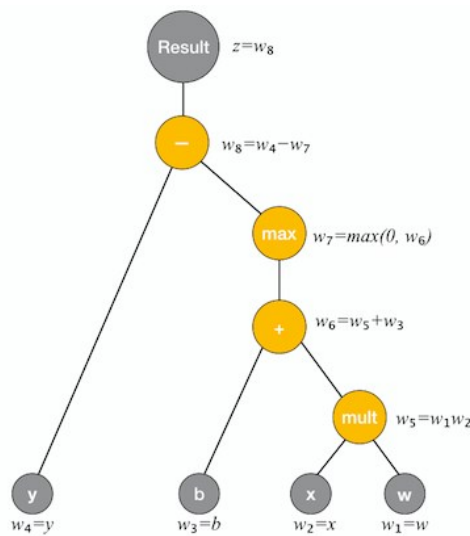 Result
z=w₈
−
w₈=w₄−w₇
max
w₇=max(0, w₆)
+
w₆=w₅+w₃
mult
w₅=w₁w₂
y
b
x
w
w₄=y
w₃=b
w₂=x
w₁=w